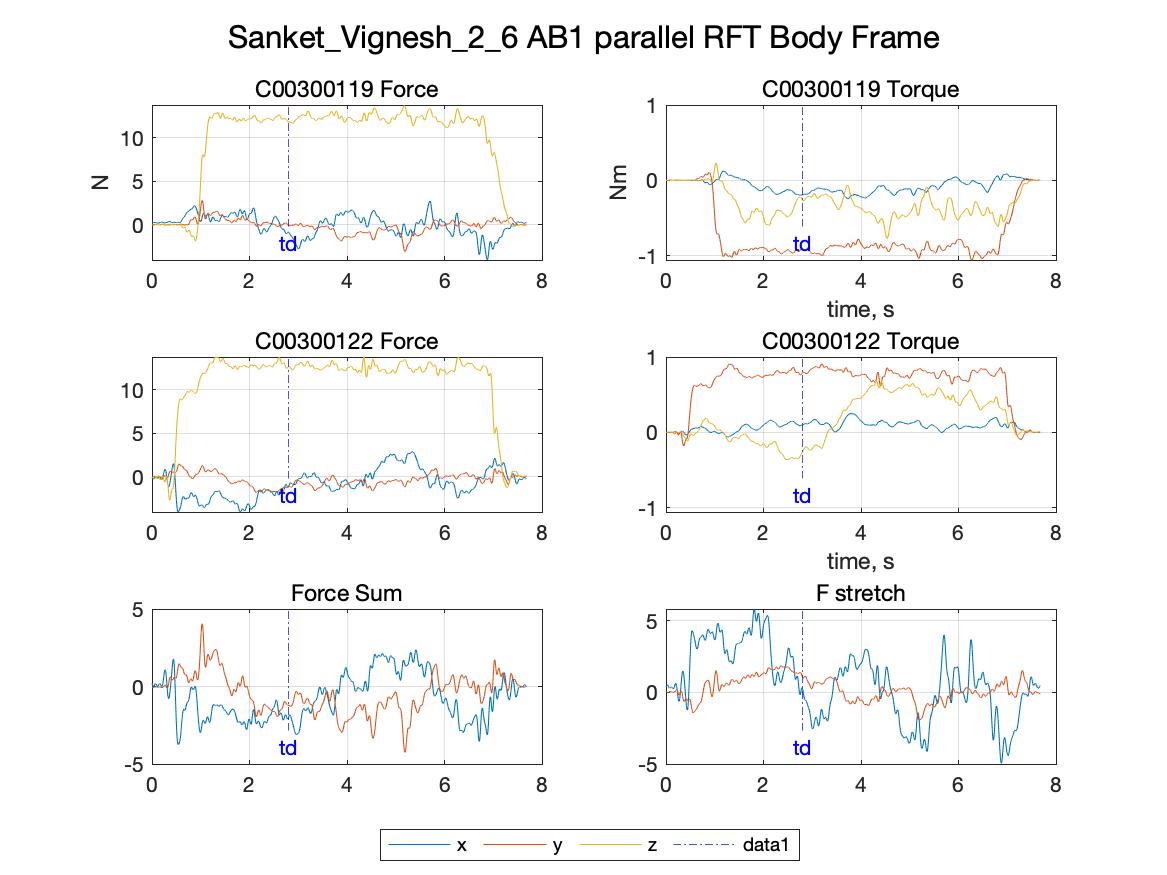 Sanket_Vignesh_2_6 AB1 parallel RFT Body Frame
C00300119 Force
N
10
5
0
td
0 2 4 6 8
C00300119 Torque
Nm
1
0
-1
td
0 2 4 6 8
time, s
C00300122 Force
10
5
0
td
0 2 4 6 8
C00300122 Torque
1
0
-1
td
0 2 4 6 8
time, s
Force Sum
5
0
-5
td
0 2 4 6 8
F stretch
5
0
-5
td
0 2 4 6 8
x y z data1